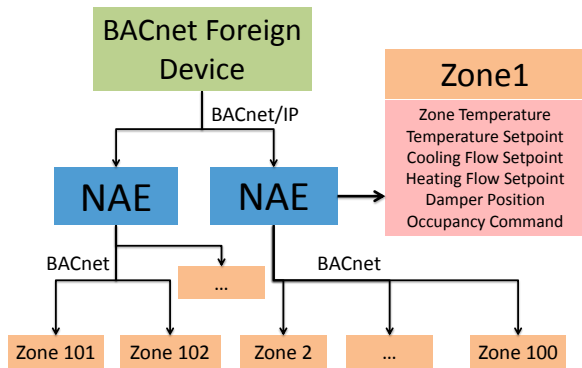 BACnet Foreign
Device
BACnet/IP
NAE
NAE
Zone1
Zone Temperature
Temperature Setpoint
Cooling Flow Setpoint
Heating Flow Setpoint
Damper Position
Occupancy Command
BACnet
...
BACnet
Zone 101
Zone 102
Zone 2
...
Zone 100